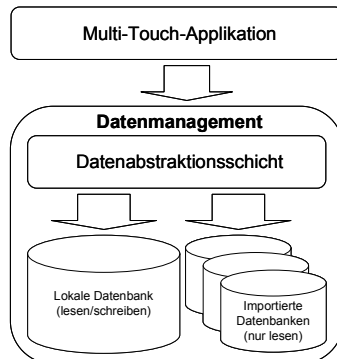 Multi-Touch-Applikation
Datenmanagement
Datenabstraktionsschicht
Lokale Datenbank
(lesen/schreiben)
Importierte
Datenbanken
(nur lesen)